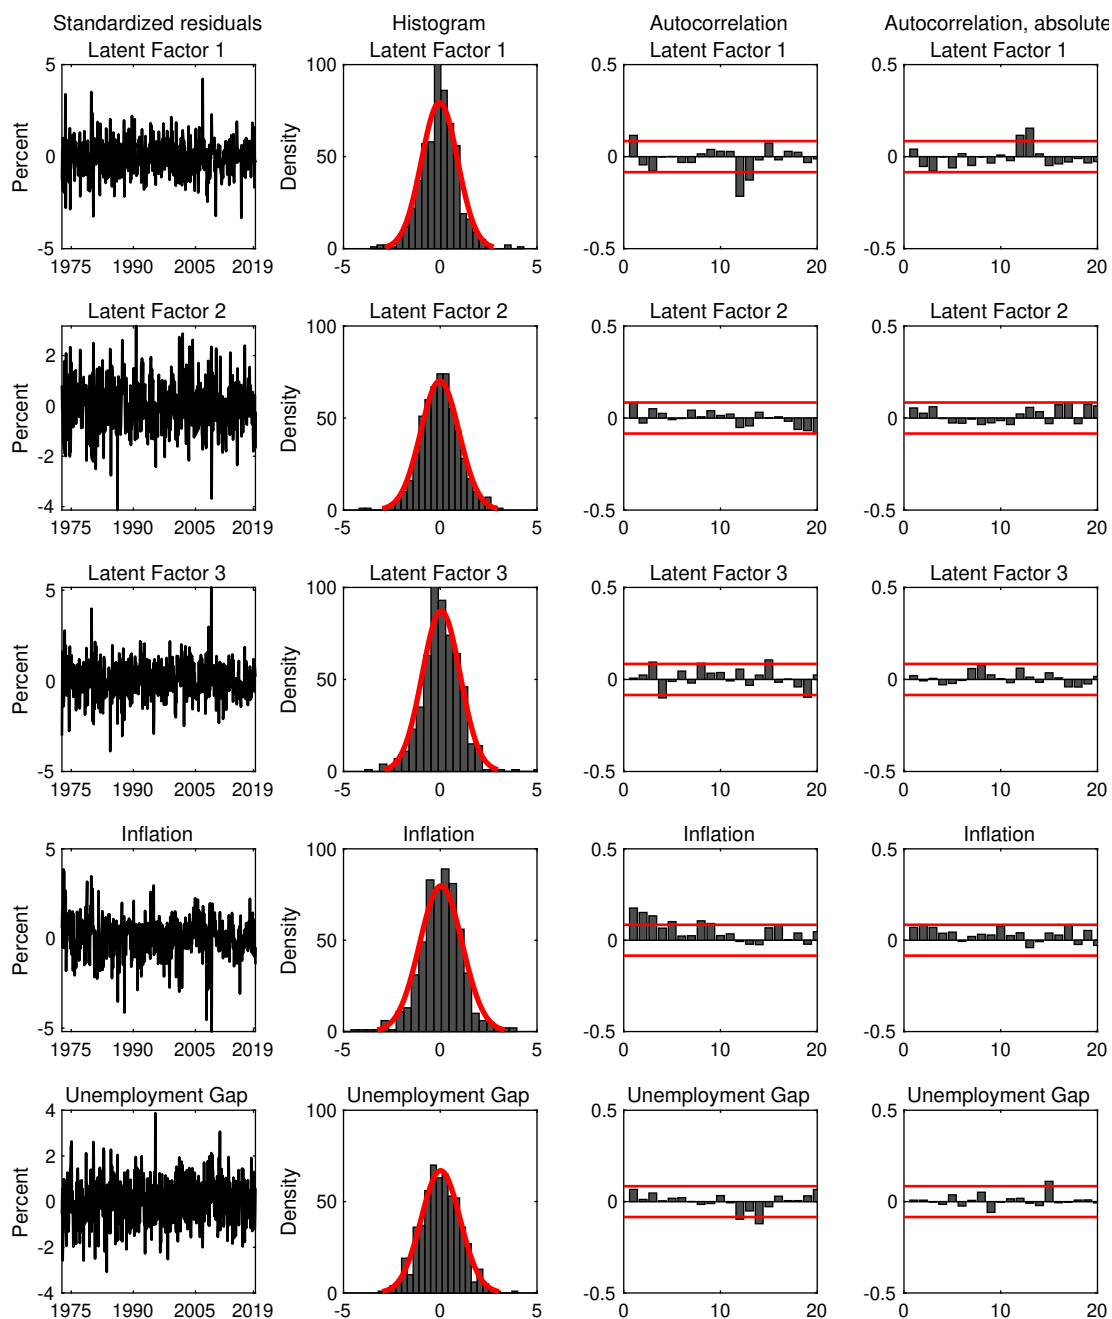 Standardized residuals Histogram Autocorrelation Autocorrelation, absolute
Latent Factor 1 Latent Factor 1 Latent Factor 1 Latent Factor 1
5 100 0.5 0.5
Percent Density
0 50 0 0
-5 0 -0.5 -0.5
1975 1990 2005 2019 -5 0 5 0 10 20 0 10 20
Latent Factor 2 Latent Factor 2 Latent Factor 2 Latent Factor 2
100 0.5 0.5
2
Percent Density
0 50 0 0
-2
-4 0 -0.5 -0.5
1975 1990 2005 2019 -5 0 5 0 10 20 0 10 20
Latent Factor 3 Latent Factor 3 Latent Factor 3 Latent Factor 3
5 100 0.5 0.5
Percent Density
0 50 0 0
-5 0 -0.5 -0.5
1975 1990 2005 2019 -5 0 5 0 10 20 0 10 20
Inflation Inflation Inflation Inflation
5 100 0.5 0.5
Percent Density
0 50 0 0
-5 0 -0.5 -0.5
1975 1990 2005 2019 -5 0 5 0 10 20 0 10 20
Unemployment Gap Unemployment Gap Unemployment Gap Unemployment Gap
4 100 0.5 0.5
2
Percent Density
0 50 0 0
-2
-4 0 -0.5 -0.5
1975 1990 2005 2019 -5 0 5 0 10 20 0 10 20